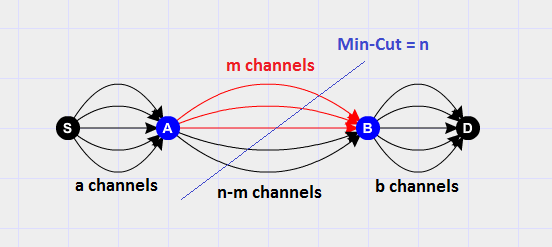 Min-Cut = n
m channels
S
A
B
D
a channels
n-m channels
b channels